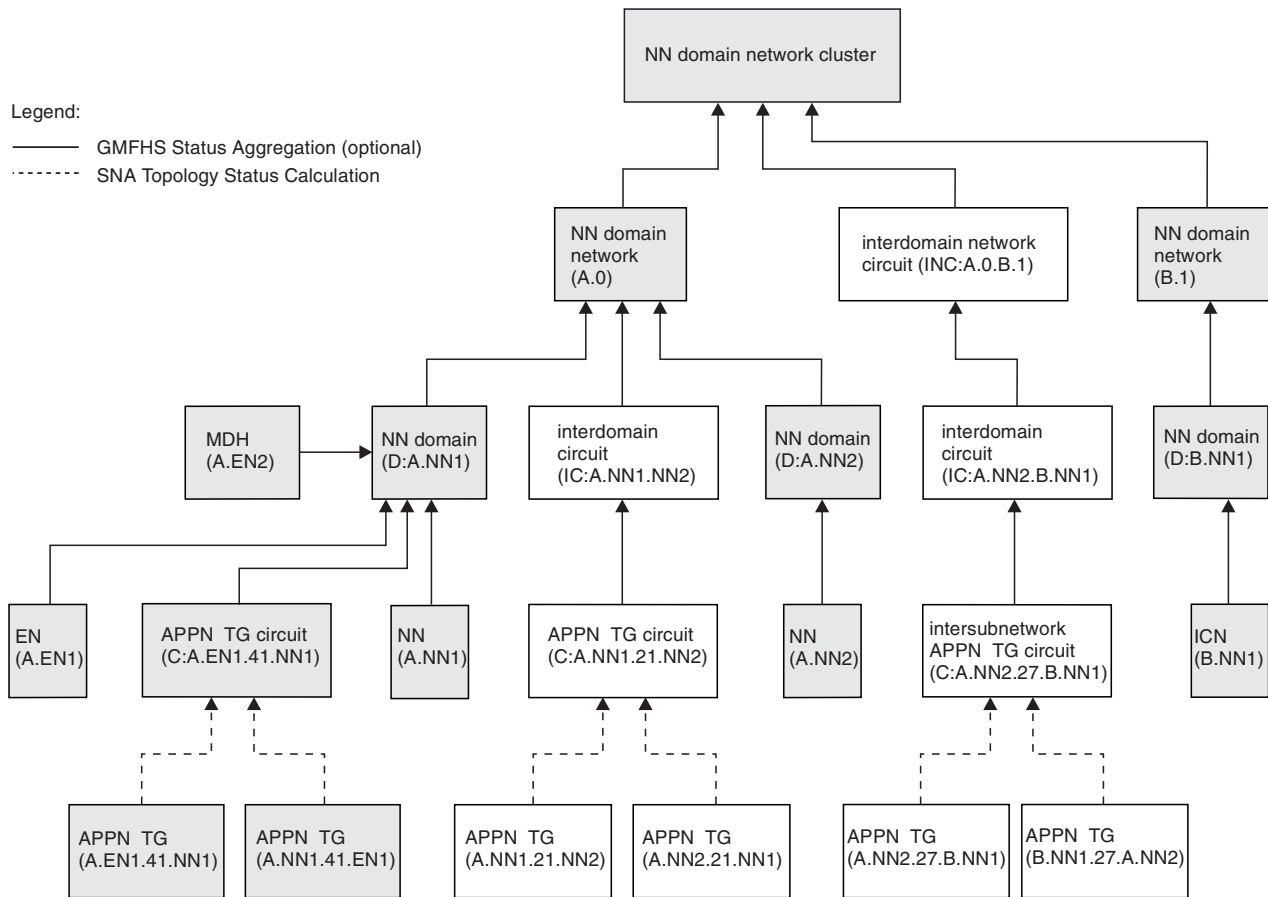 NN domain network cluster
Legend:
GMFHS Status Aggregation (optional)
SNA Topology Status Calculation
NN domain
network
(A.0)
interdomain network
circuit (INC:A.0.B.1)
NN domain
network
(B.1)
MDH
(A.EN2)
NN domain
(D:A.NN1)
interdomain
circuit
(IC:A.NN1.NN2)
NN domain
(D:A.NN2)
interdomain
circuit
(IC:A.NN2.B.NN1)
NN domain
(D:B.NN1)
EN
(A.EN1)
APPN TG circuit
(C:A.EN1.41.NN1)
NN
(A.NN1)
APPN TG circuit
(C:A.NN1.21.NN2)
NN
(A.NN2)
intersubnetwork
APPN TG circuit
(C:A.NN2.27.B.NN1)
ICN
(B.NN1)
APPN TG
(A.EN1.41.NN1)
APPN TG
(A.NN1.41.EN1)
APPN TG
(A.NN1.21.NN2)
APPN TG
(A.NN2.21.NN1)
APPN TG
(A.NN2.27.B.NN1)
APPN TG
(B.NN1.27.A.NN2)